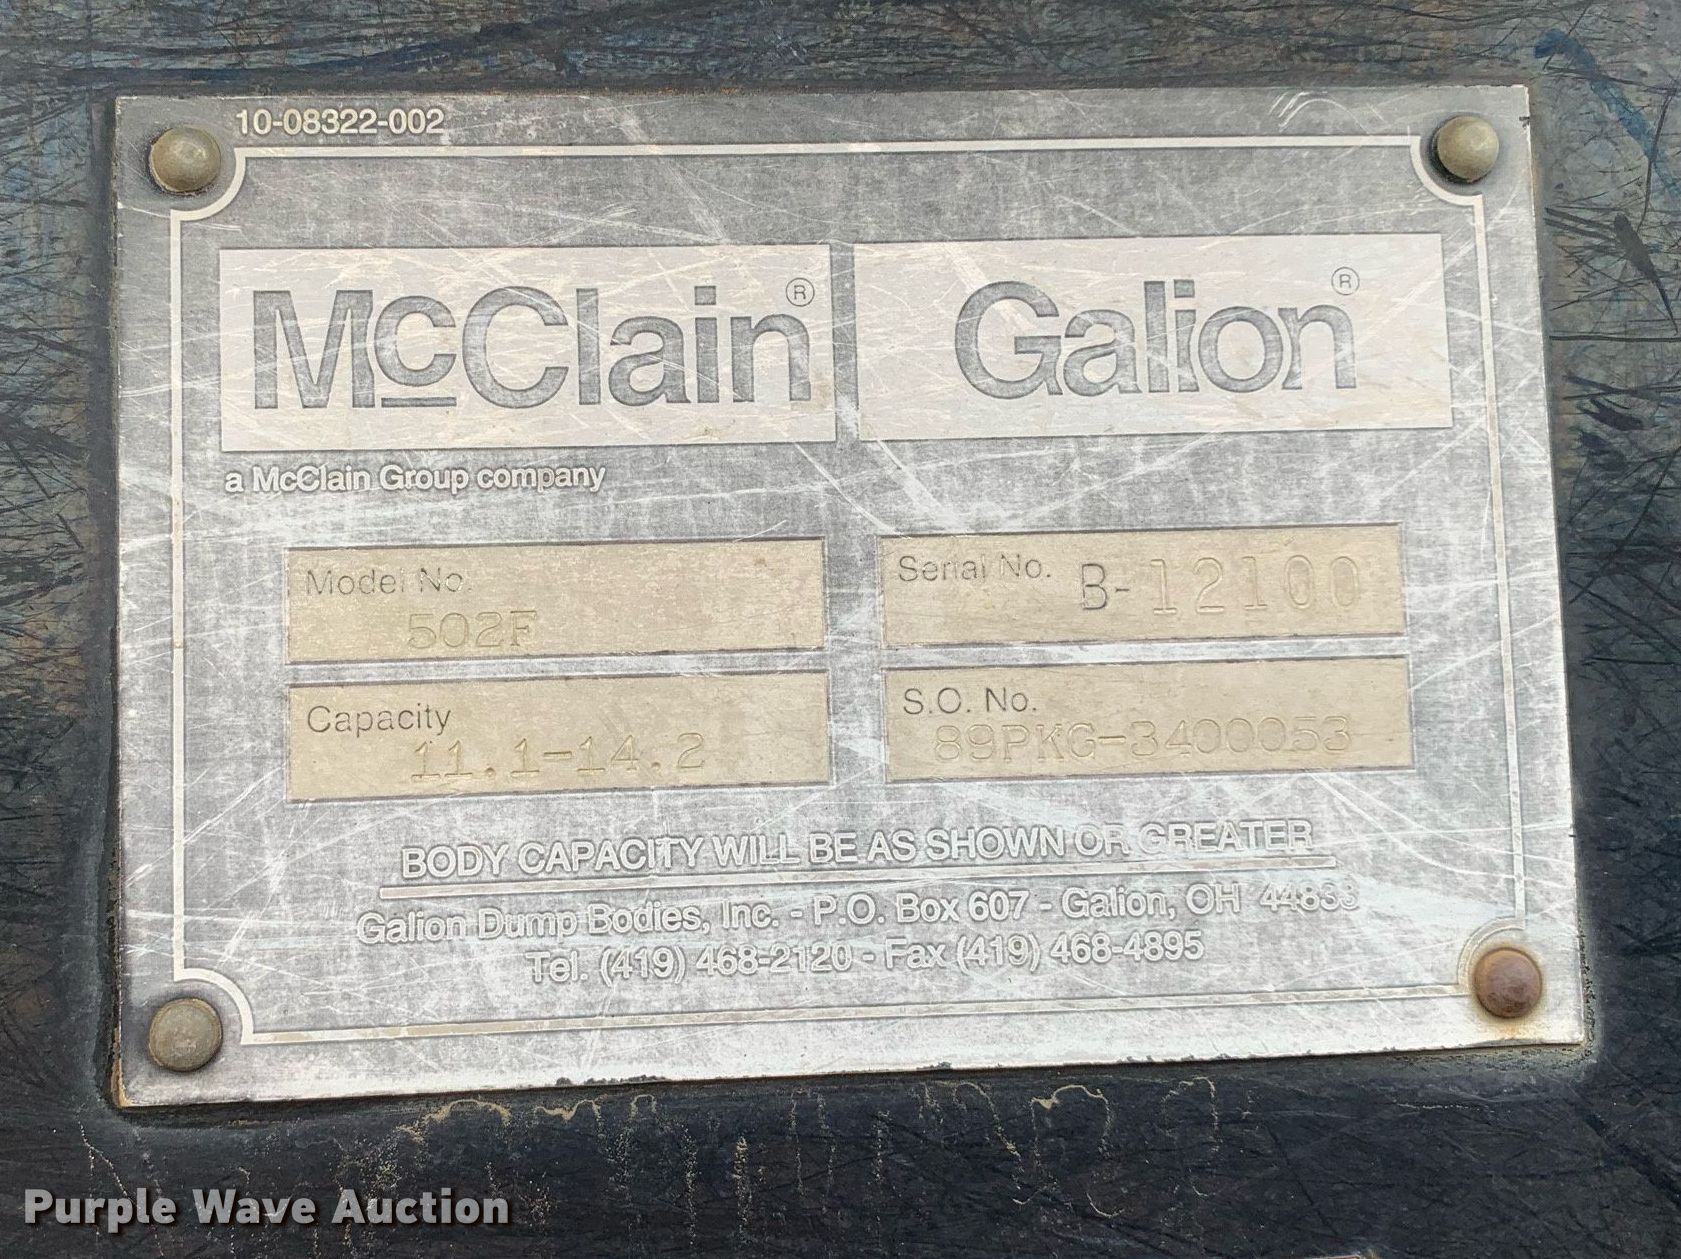 10-08322-002
McClain® Galion®
a McClain Group company
Model No. 502F
Serial No. B-12100
Capacity 11.1-14.2
S.O. No. 89PKG-3400053
BODY CAPACITY WILL BE AS SHOWN OR GREATER
Galion Dump Bodies, Inc. - P.O. Box 607 - Galion, OH 44833
Tel. (419) 468-2120 - Fax (419) 468-4895
Purple Wave Auction